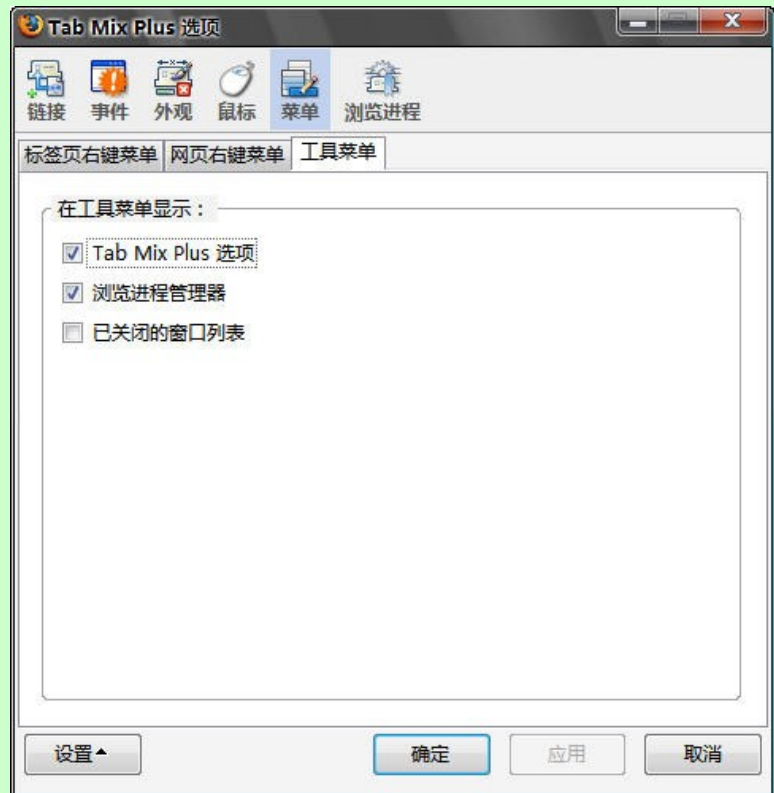 Tab Mix Plus 选项
链接 事件 外观 鼠标 菜单 浏览进程
标签页右键菜单 网页右键菜单 工具菜单
在工具菜单显示：
Tab Mix Plus 选项
浏览进程管理器
已关闭的窗口列表
设置 确定 应用 取消